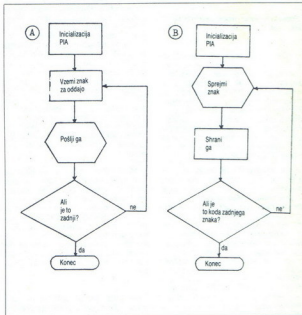 A
Inicializacija
PIA
Vzemi znak
za oddajo
Pošlji ga
Ali
je to
zadnji?
ne
da
Konec
B
Inicializacija
PIA
Sprejmi
znak
Shrani
ga
Ali je
to koda zadnjega
znaka?
ne
da
Konec